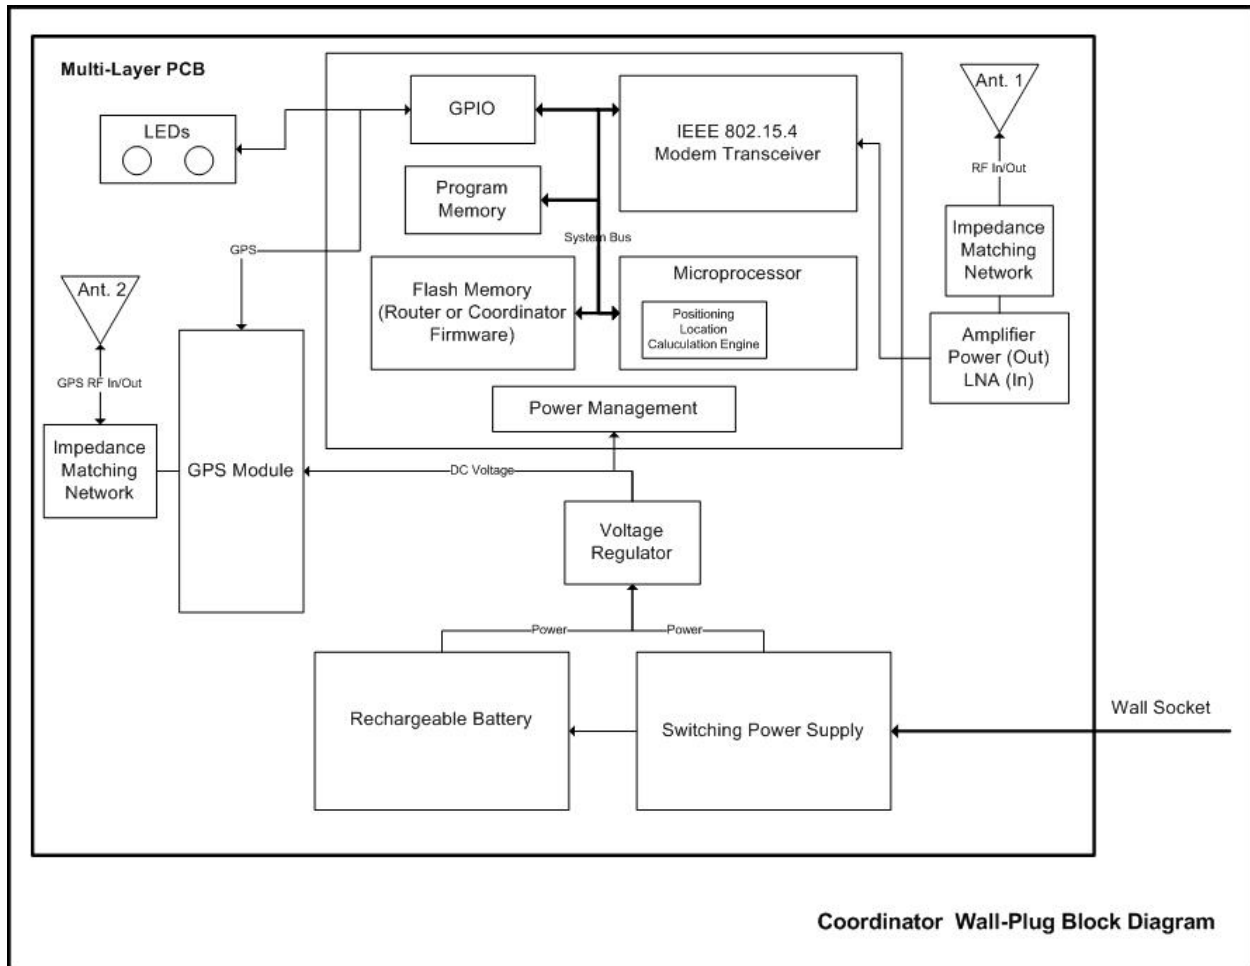 Multi-Layer PCB
LEDs
GPIO
IEEE 802.15.4
Modem Transceiver
Ant. 1
RF In/Out
Program
Memory
System Bus
Impedance
Matching
Network
GPS
Ant. 2
Flash Memory
(Router or Coordinator
Firmware)
Microprocessor
Positioning
Location
Caluculation Engine
Amplifier
Power (Out)
LNA (In)
GPS RF In/Out
Power Management
Impedance
Matching
Network
GPS Module
DC Voltage
Voltage
Regulator
Power
Power
Rechargeable Battery
Switching Power Supply
Wall Socket
Coordinator Wall-Plug Block Diagram